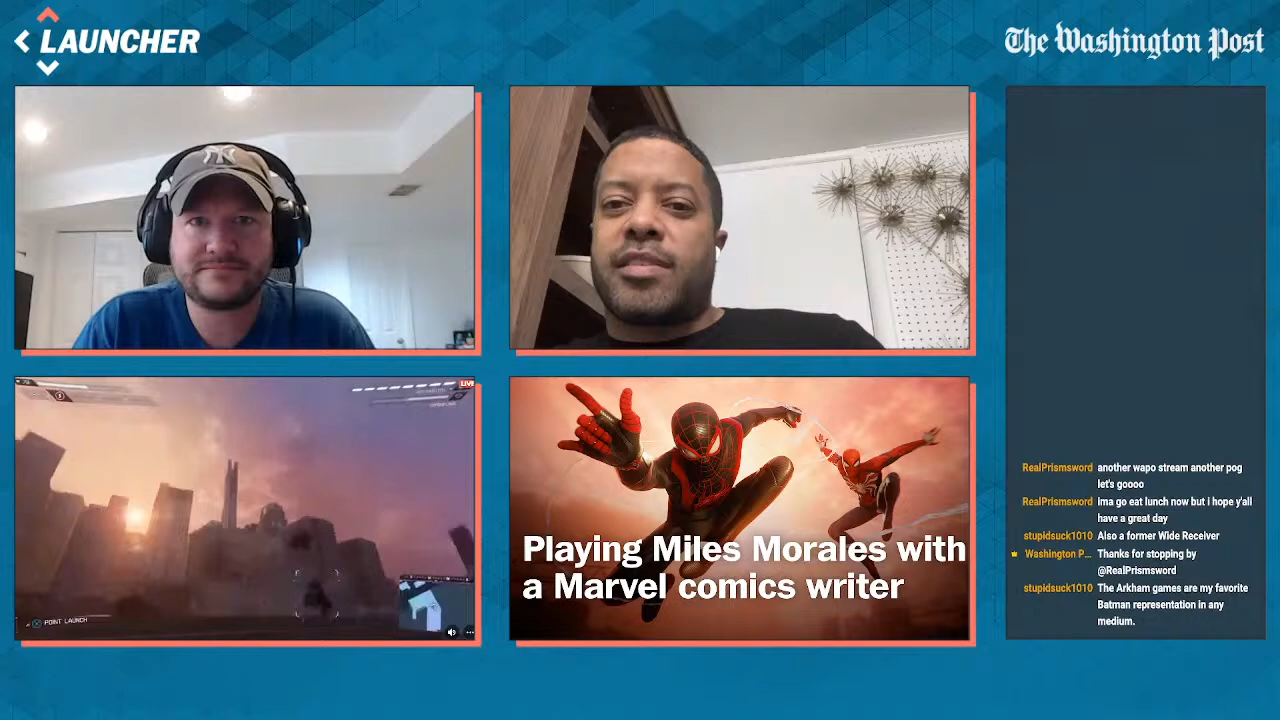 LAUNCHER
The Washington Post
NY
LIVE
POINT LAUNCH
Playing Miles Morales with
a Marvel comics writer
RealPrismsword another wapo stream another pog
let's goooo
RealPrismsword Ima go eat lunch now but i hope y'all
have a great day
stupidsuck1010 Also a former Wide Receiver
Washington P... Thanks for stopping by
@RealPrismsword
stupidsuck1010 The Arkham games are my favorite
Batman representation in any
medium.